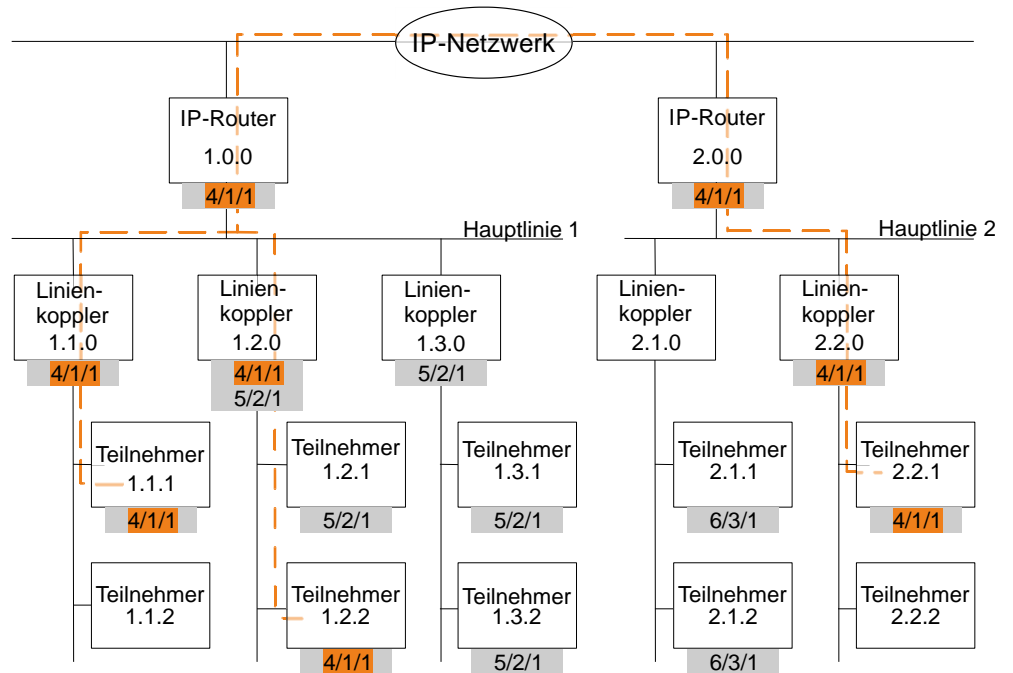 IP-Netzwerk
IP-Router
1.0.0
4/1/1
IP-Router
2.0.0
4/1/1
Hauptlinie 1
Hauptlinie 2
Linien-
koppler
1.1.0
4/1/1
Linien-
koppler
1.2.0
4/1/1
5/2/1
Linien-
koppler
1.3.0
5/2/1
Linien-
koppler
2.1.0
Linien-
koppler
2.2.0
4/1/1
Teilnehmer
1.1.1
4/1/1
Teilnehmer
1.2.1
5/2/1
Teilnehmer
1.3.1
5/2/1
Teilnehmer
2.1.1
6/3/1
Teilnehmer
2.2.1
4/1/1
Teilnehmer
1.1.2
Teilnehmer
1.2.2
4/1/1
Teilnehmer
1.3.2
5/2/1
Teilnehmer
2.1.2
6/3/1
Teilnehmer
2.2.2